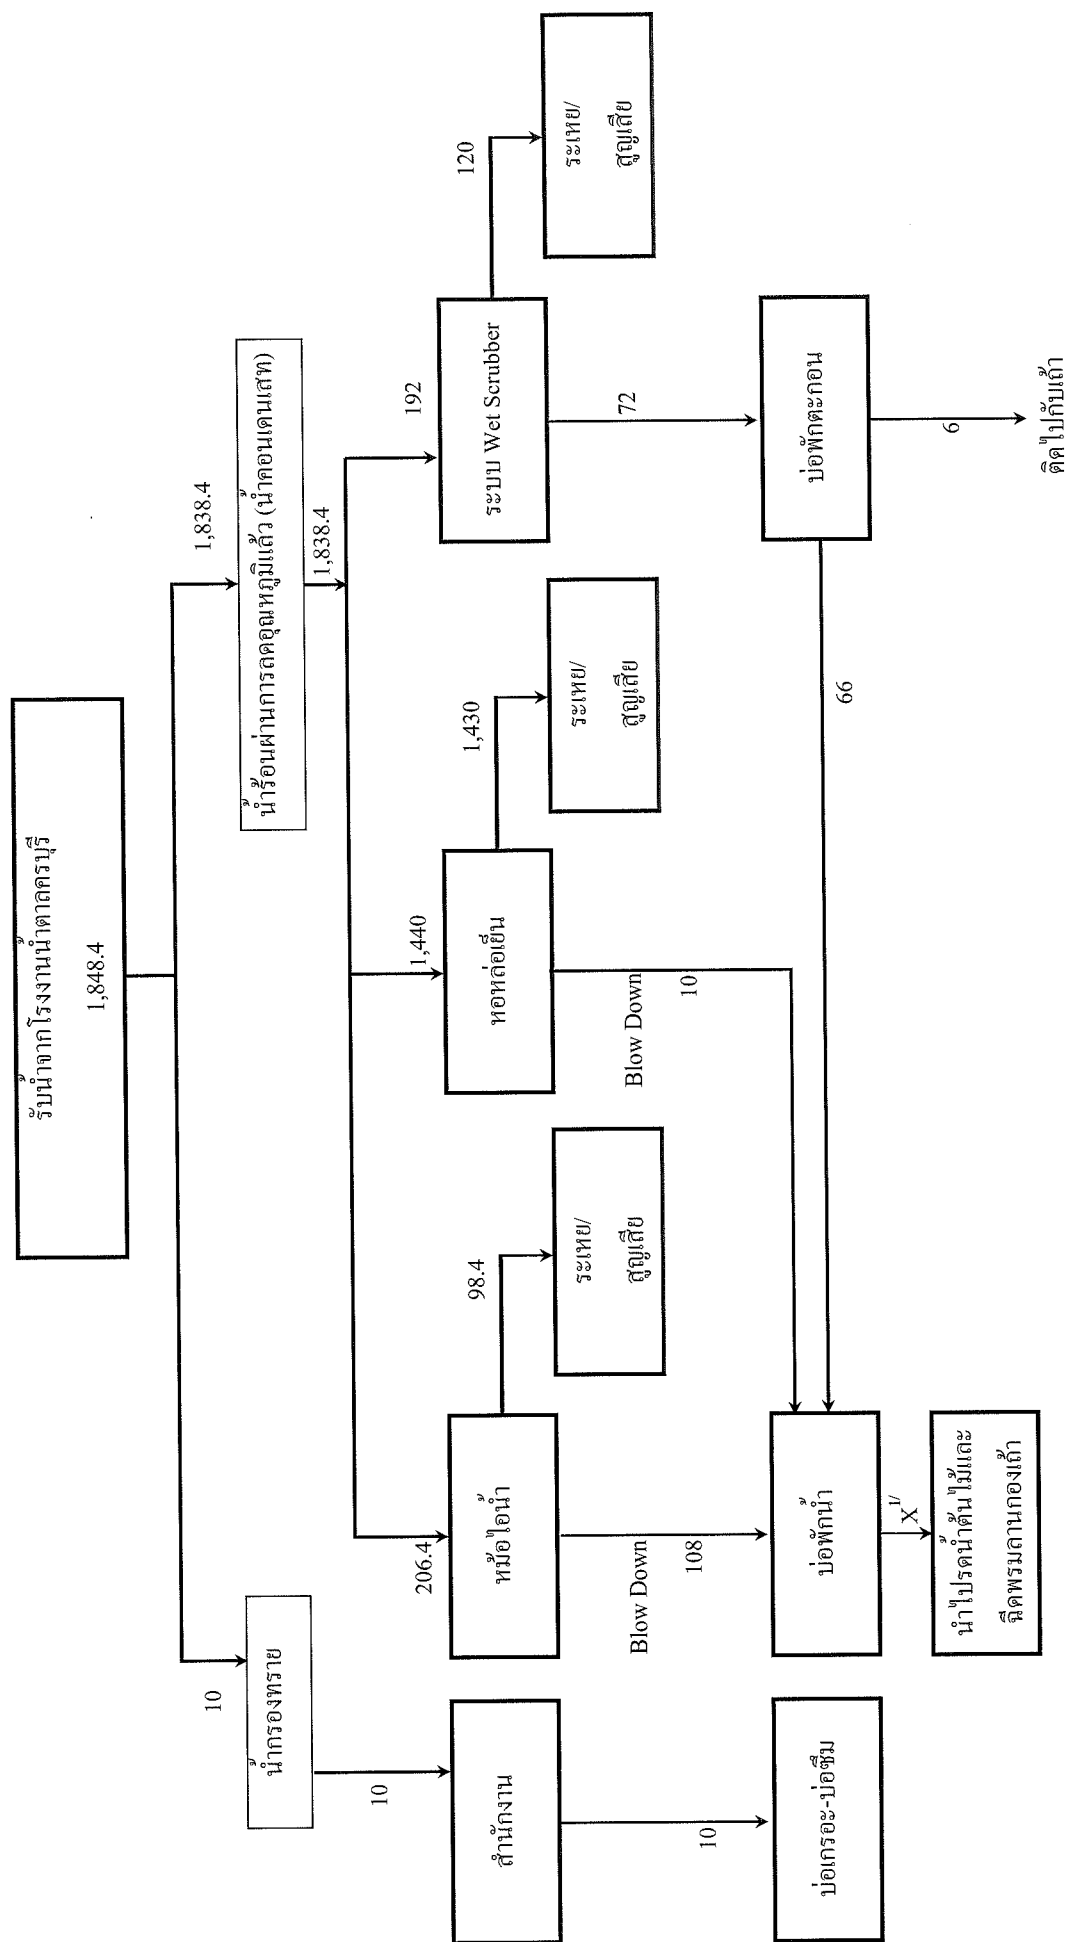 รับน้ำจากโรงงานน้ำตาลครบุรี
1,848.4
10
1,838.4
น้ำกรองทราย
น้ำร้อนผ่านการลดอุณหภูมิแล้ว (น้ำคอนเดนเสท)
10
1,838.4
206.4
1,440
192
สำนักงาน
หม้อไอน้ำ
98.4
หอหล่อเย็น
1,430
ระบบ Wet Scrubber
120
ระเหย/
สูญเสีย
ระเหย/
สูญเสีย
ระเหย/
สูญเสีย
10
Blow Down
108
Blow Down
10
72
66
บ่อเกรอะ-บ่อซึม
บ่อพักน้ำ
บ่อพักตะกอน
X1/
6
นำไปรดน้ำต้นไม้และ
ฉีดพรมลานกองเถ้า
ติดไปกับเถ้า